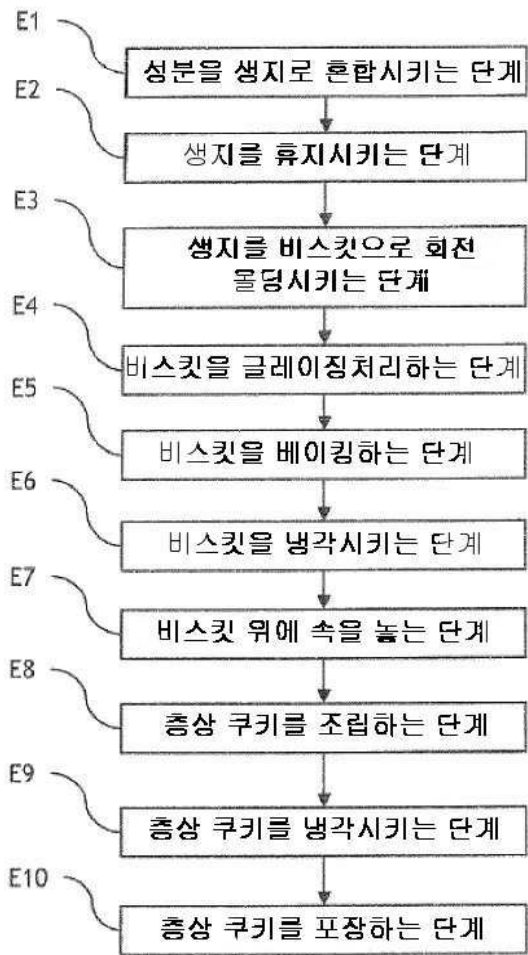 E1
성분을 생지로 혼합시키는 단계
E2
생지를 휴지시키는 단계
E3
생지를 비스킷으로 회전
몰딩시키는 단계
E4
비스킷을 글레이징처리하는 단계
E5
비스킷을 베이킹하는 단계
E6
비스킷을 냉각시키는 단계
E7
비스킷 위에 속을 놓는 단계
E8
층상 쿠키를 조립하는 단계
E9
층상 쿠키를 냉각시키는 단계
E10
층상 쿠키를 포장하는 단계